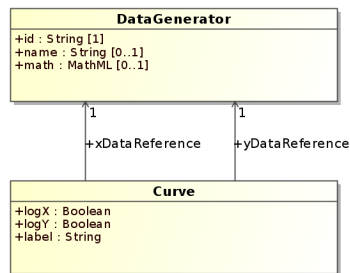 DataGenerator
+id : String [1]
+name : String [0..1]
+math : MathML [0..1]
1 1
+xDataReference +yDataReference
Curve
+logX : Boolean
+logY : Boolean
+label : String